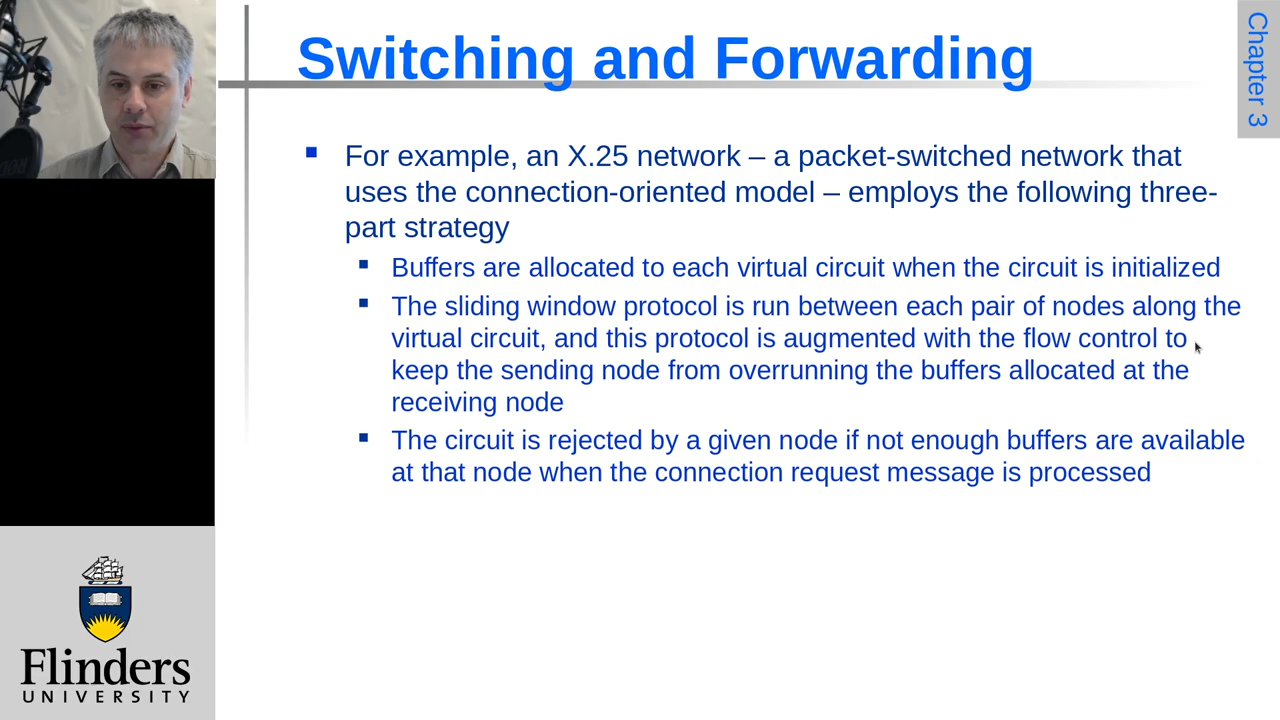 Switching and Forwarding
Chapter 3
For example, an X.25 network – a packet-switched network that
uses the connection-oriented model – employs the following three-
part strategy
Buffers are allocated to each virtual circuit when the circuit is initialized
The sliding window protocol is run between each pair of nodes along the
virtual circuit, and this protocol is augmented with the flow control to
keep the sending node from overrunning the buffers allocated at the
receiving node
The circuit is rejected by a given node if not enough buffers are available
at that node when the connection request message is processed
Flinders
UNIVERSITY